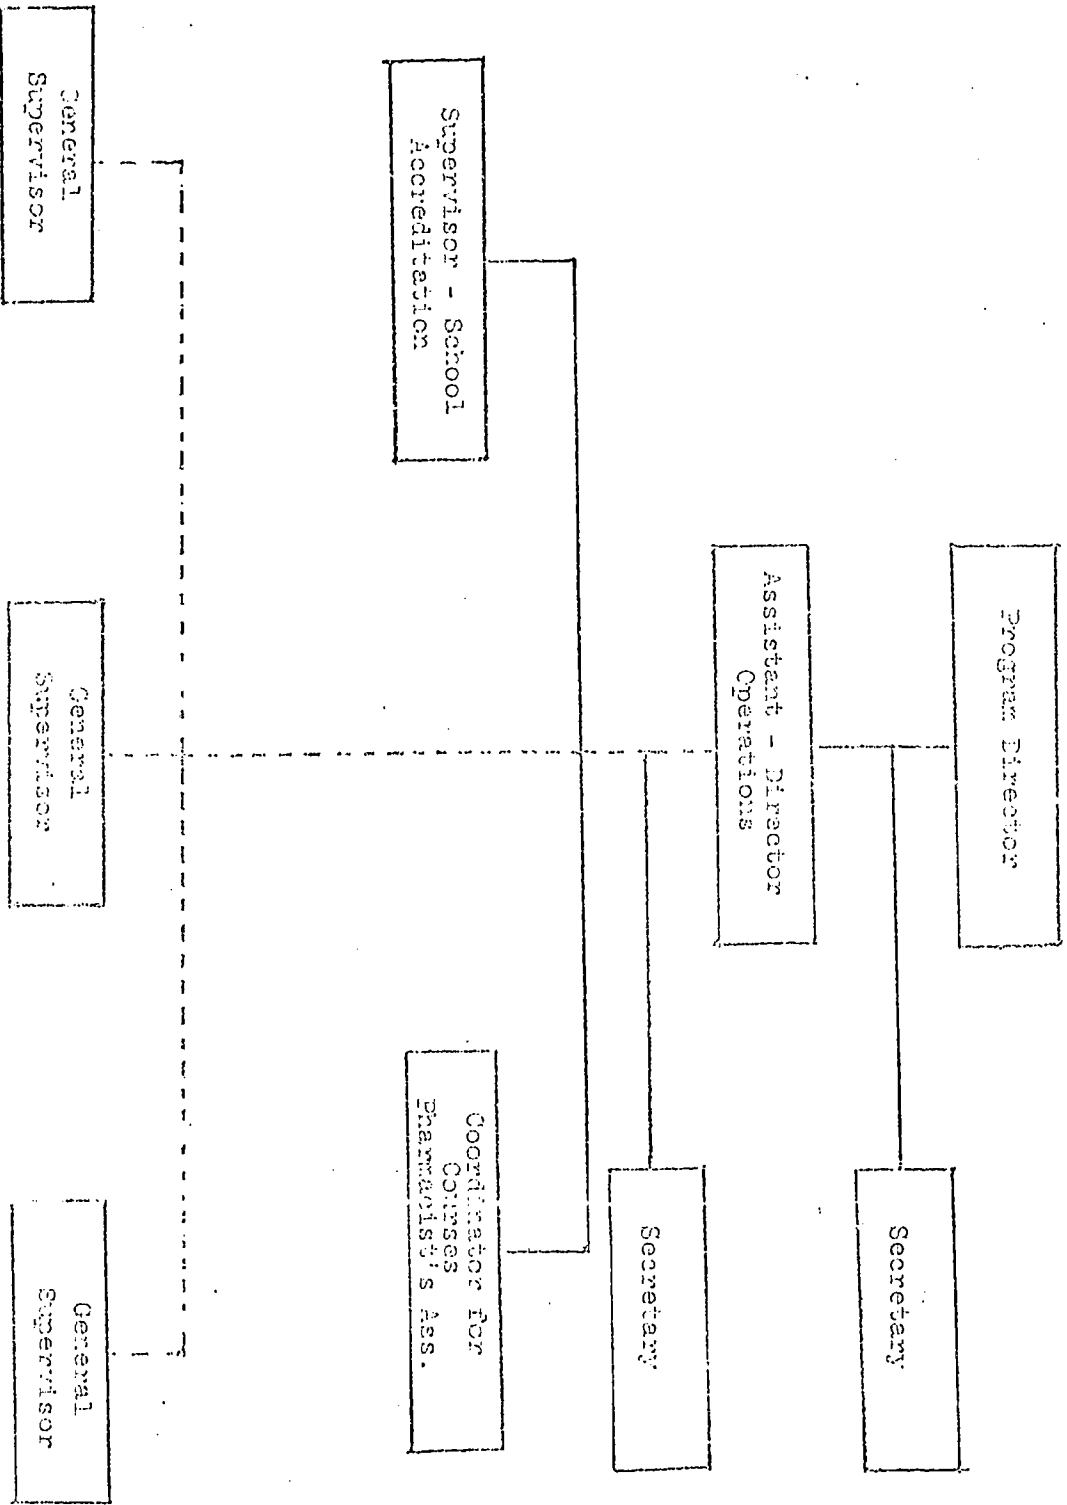 Program Director
Secretary
Assistant - Director
Operations
Secretary
Supervisor - School
Accreditation
Coordinator For
Courses
Pharmacist's Ass.
General
Supervisor
General
Supervisor
General
Supervisor